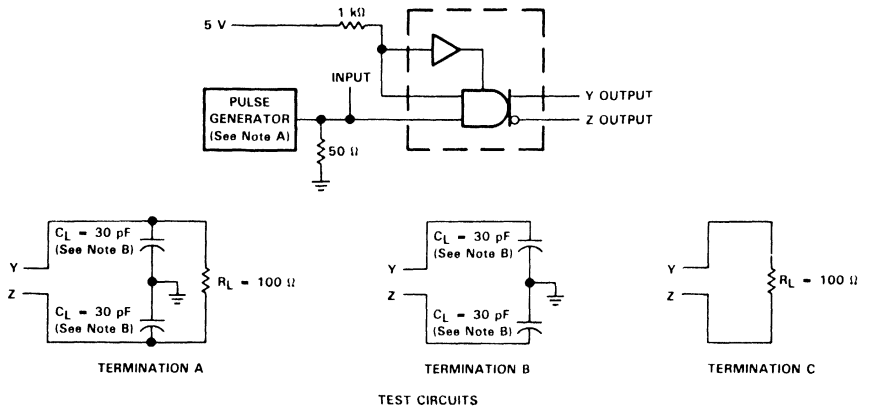 1 kΩ
5 V
INPUT
PULSE
GENERATOR
(See Note A)
50 Ω
Y OUTPUT
Z OUTPUT
CL = 30 pF
(See Note B)
Y
Z
CL = 30 pF
(See Note B)
RL = 100 Ω
TERMINATION A
CL = 30 pF
(See Note B)
Y
Z
CL = 30 pF
(See Note B)
TERMINATION B
Y
Z
RL = 100 Ω
TERMINATION C
TEST CIRCUITS